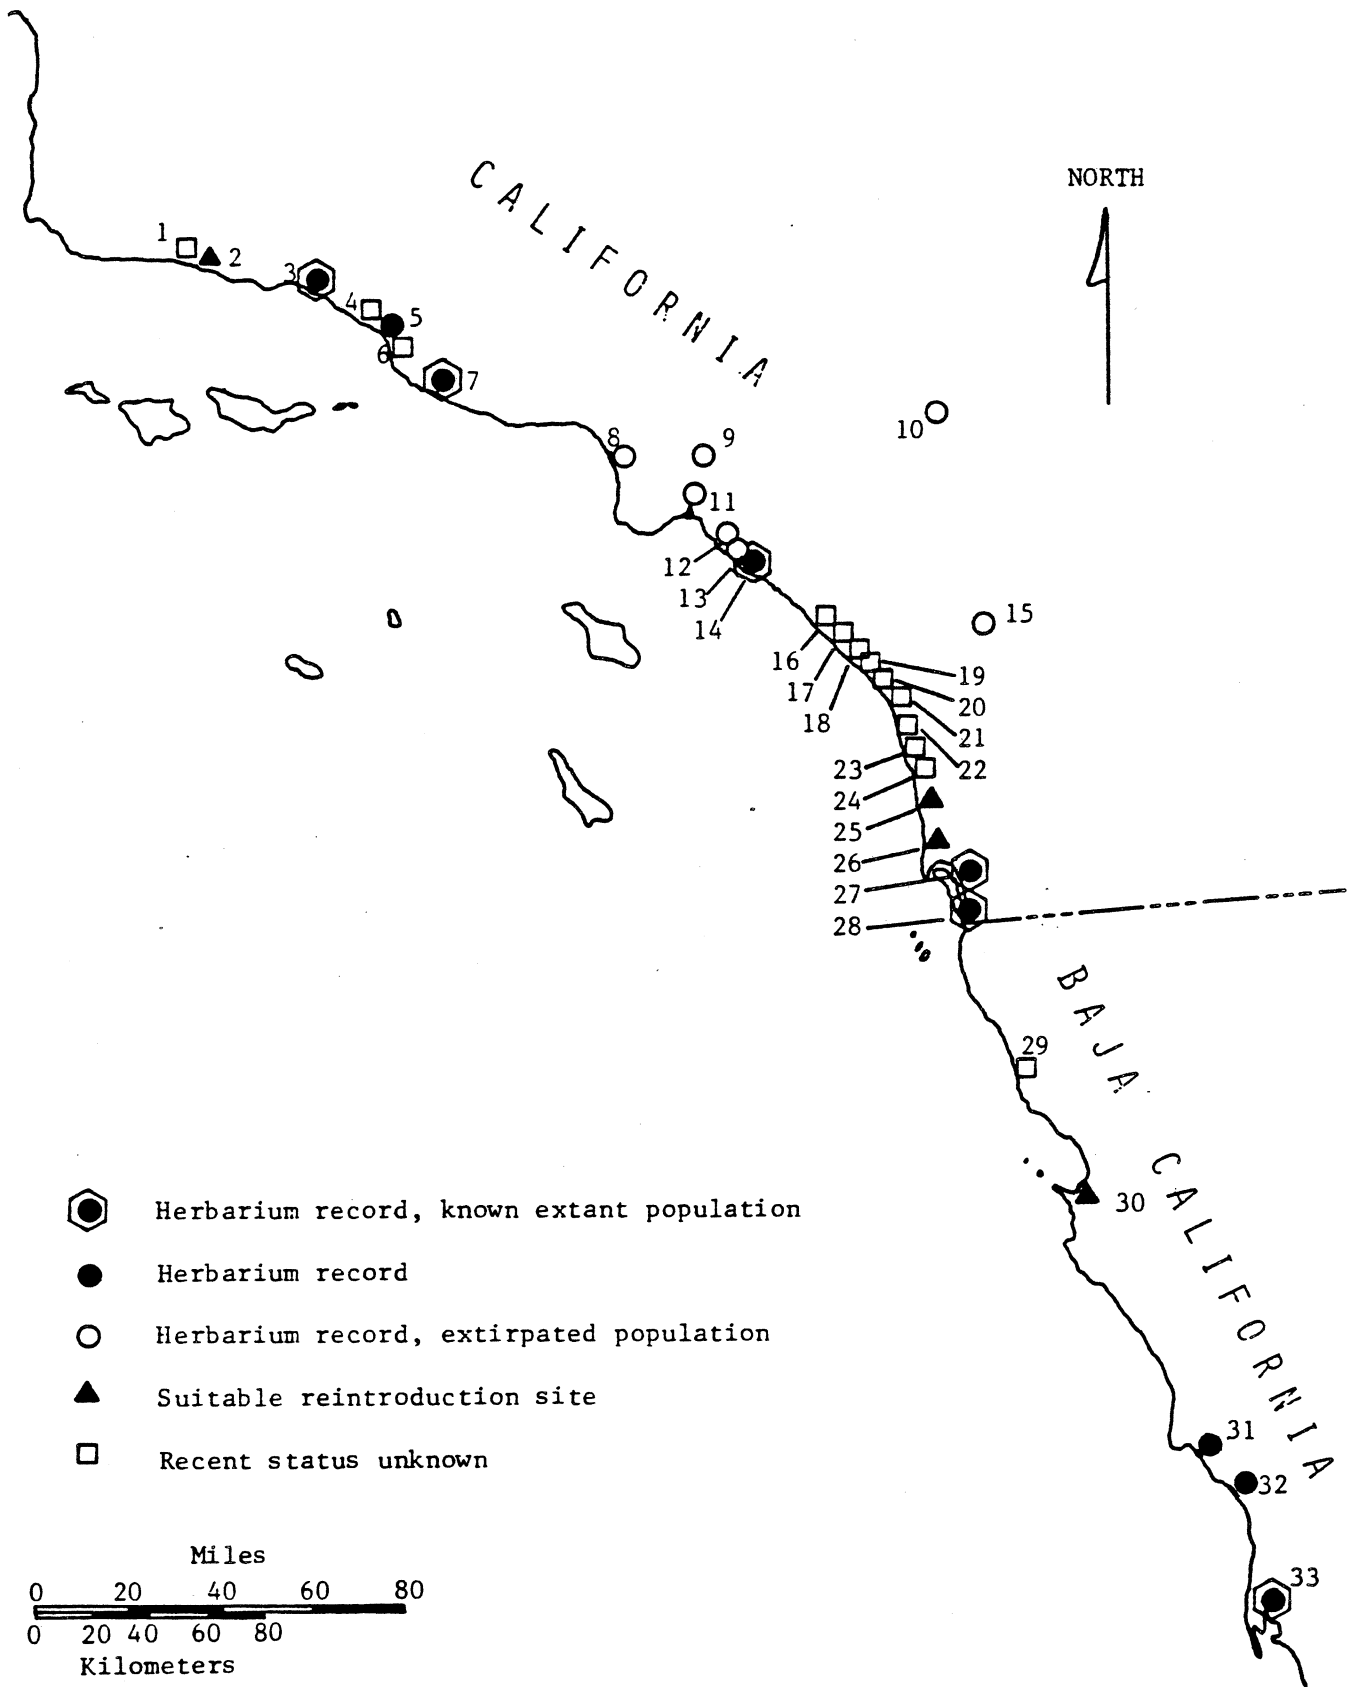 CALIFORNIA
NORTH
1
2
3
4
5
6
7
8
9
10
11
12
13
14
15
16
17
18
19
20
21
22
23
24
25
26
27
28
29
30
31
32
33
BAJA CALIFORNIA
Herbarium record, known extant population
Herbarium record
Herbarium record, extirpated population
Suitable reintroduction site
Recent status unknown
Miles
0 20 40 60 80
0 20 40 60 80
Kilometers